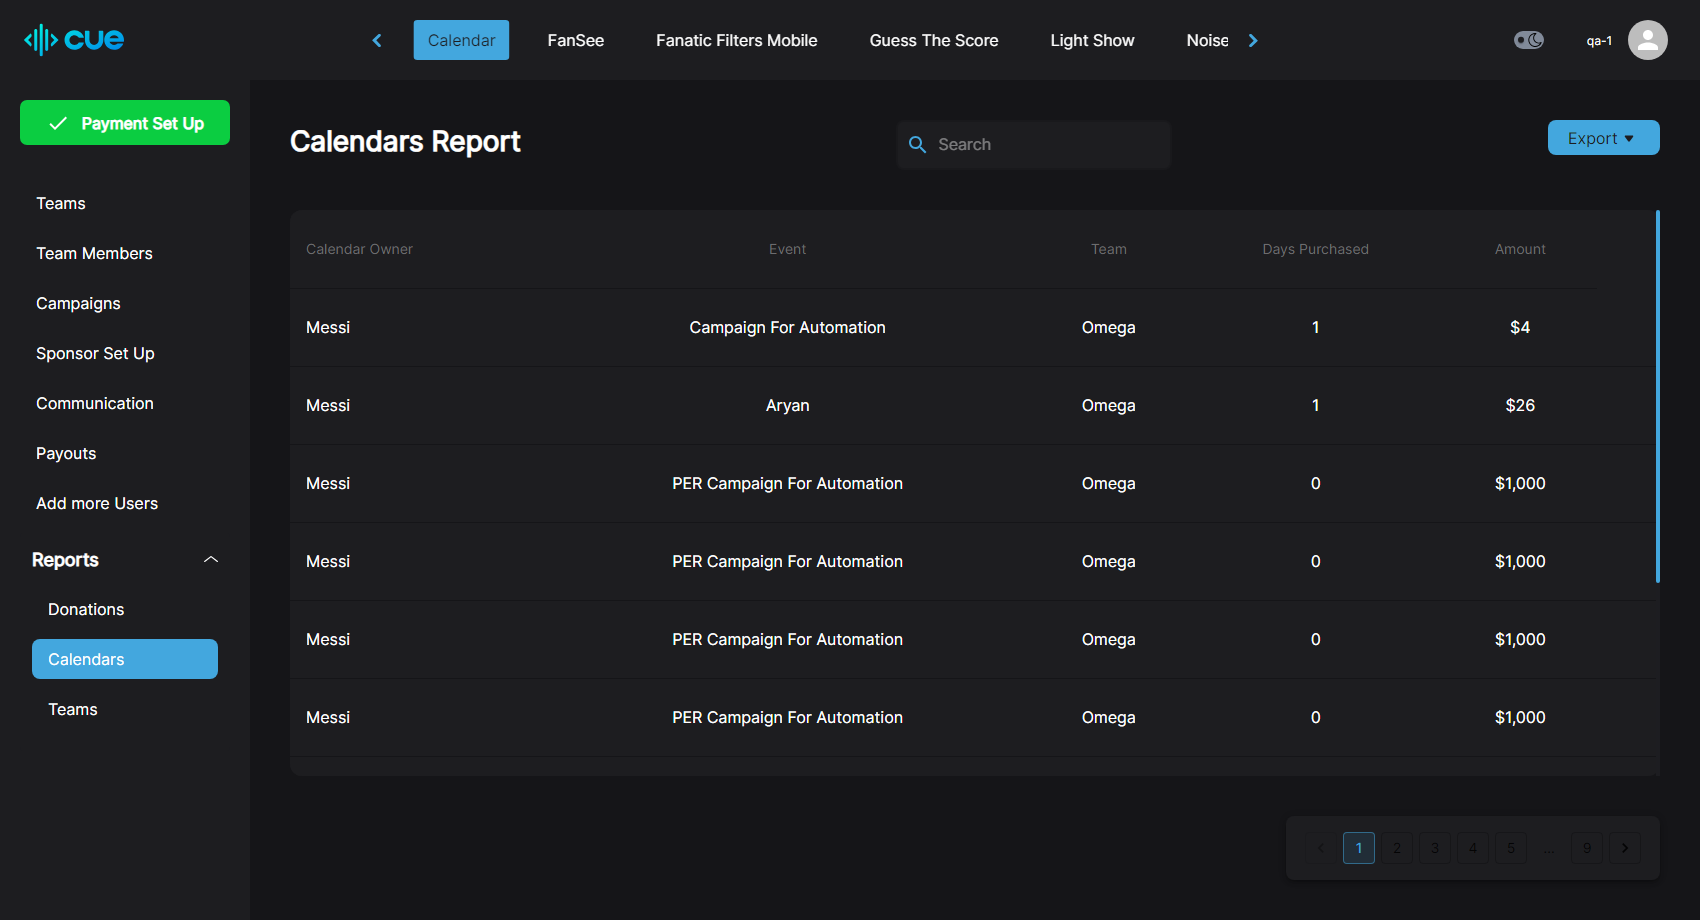 cue
Calendar FanSee Fanatic Filters Mobile Guess The Score Light Show Noise
qa-1
Payment Set Up
Teams
Team Members
Campaigns
Sponsor Set Up
Communication
Payouts
Add more Users
Reports
Donations
Calendars
Teams
Calendars Report
Search
Export
Calendar Owner Event Team Days Purchased Amount
Messi Campaign For Automation Omega 1 $4
Messi Aryan Omega 1 $26
Messi PER Campaign For Automation Omega 0 $1,000
Messi PER Campaign For Automation Omega 0 $1,000
Messi PER Campaign For Automation Omega 0 $1,000
Messi PER Campaign For Automation Omega 0 $1,000
1 2 3 4 5 ... 9